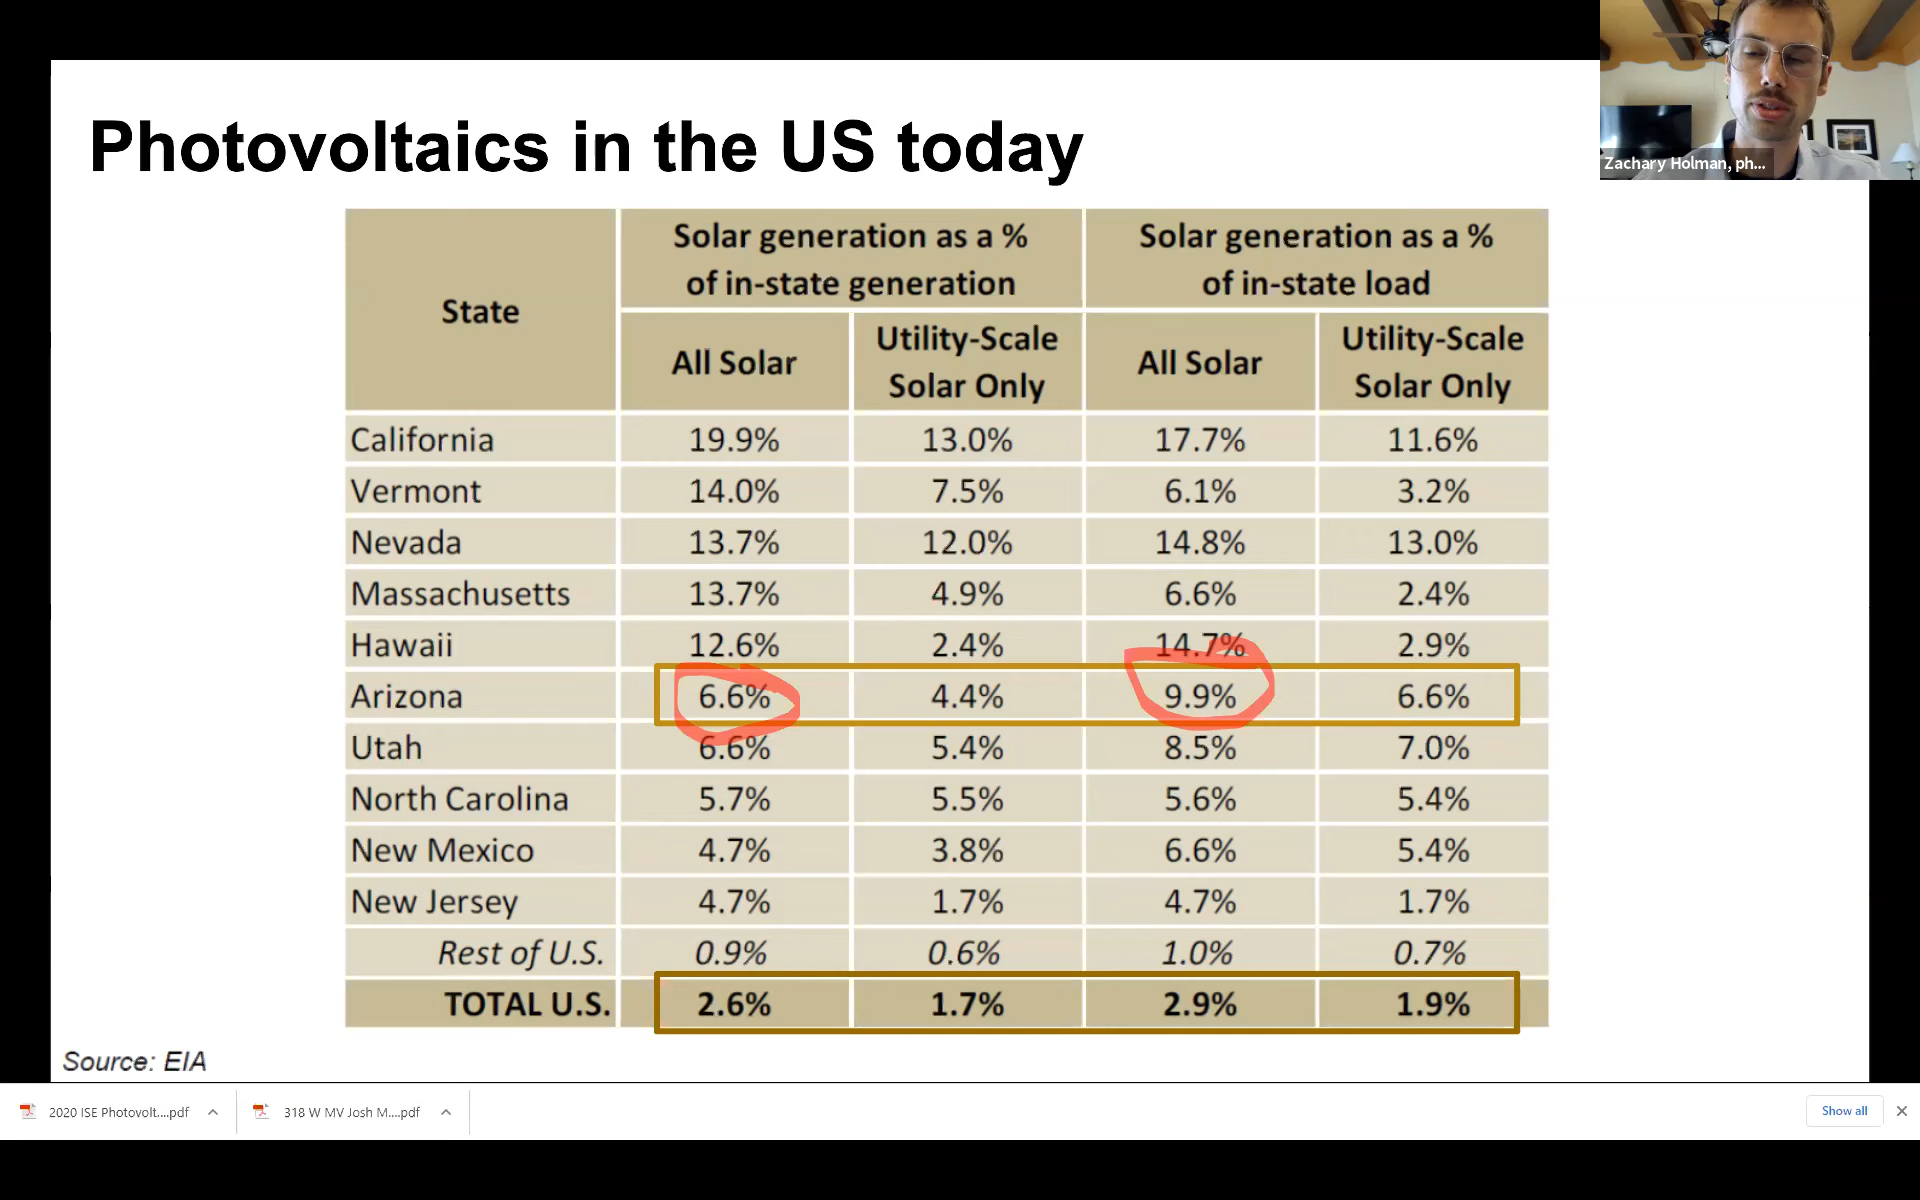 Photovoltaics in the US today
Zachary Holman, ph...
State
Solar generation as a %
of in-state generation
Solar generation as a %
of in-state load
All Solar
Utility-Scale
Solar Only
All Solar
Utility-Scale
Solar Only
California 19.9% 13.0% 17.7% 11.6%
Vermont 14.0% 7.5% 6.1% 3.2%
Nevada 13.7% 12.0% 14.8% 13.0%
Massachusetts 13.7% 4.9% 6.6% 2.4%
Hawaii 12.6% 2.4% 14.7% 2.9%
Arizona 6.6% 4.4% 9.9% 6.6%
Utah 6.6% 5.4% 8.5% 7.0%
North Carolina 5.7% 5.5% 5.6% 5.4%
New Mexico 4.7% 3.8% 6.6% 5.4%
New Jersey 4.7% 1.7% 4.7% 1.7%
Rest of U.S. 0.9% 0.6% 1.0% 0.7%
TOTAL U.S. 2.6% 1.7% 2.9% 1.9%
Source: EIA
2020 ISE Photovolt....pdf
318 W MV Josh M....pdf
Show all